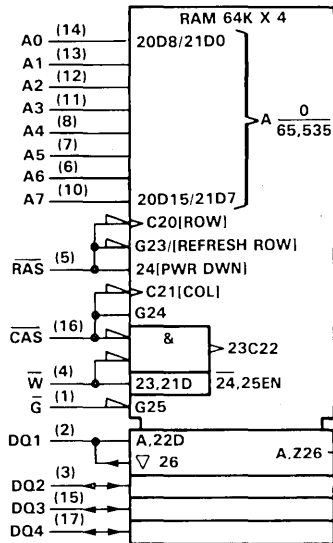 RAM 64K X 4
A0 (14) 20D8/21D0
A1 (13)
A2 (12)
A3 (11)
A4 (8)
A5 (7)
A6 (6)
A7 (10) 20D15/21D7
A 0
65,535
C20[ROW]
G23/[REFRESH ROW]
RAS (5) 24[PWR DWN]
C21[COL]
G24
CAS (16) &
23C22
W (4) 23,21D 24,25EN
G (1) G25
DQ1 (2) A,22D
▽ 26 A,Z26
DQ2 (3)
DQ3 (15)
DQ4 (17)